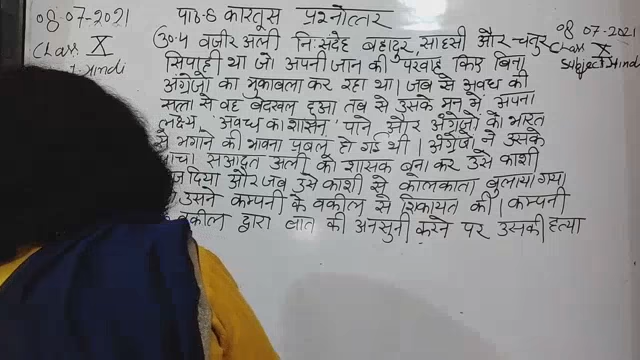 08-07-2021 पाठ-8 कारतूस प्रश्नोत्तर 08 07-2021
Class X
Hindi
Class X
Subject Hindi
उ०4 वज़ीर अली निःसंदेह बहादुर, साहसी और चतुर
सिपाही था जो अपनी जान की परवाह किए बिना
अंग्रेजों का मुकाबला कर रहा था। जब से अवध की
सत्ता से वह बेदखल हुआ तब से उसके मन में अपना
लक्ष्य 'अवध का शासन' पाने और अंग्रेजों को भारत
से भगाने की भावना प्रबल हो गई थी। अंग्रेजों ने उसके
चाचा सआदत अली को शासक बना कर उसे काशी
दिया और जब उसे काशी से कोलकाता बुलाया गया
उसने कम्पनी के वकील से शिकायत की। कम्पनी
वकील द्वारा बात की अनसुनी करने पर उसकी हत्या